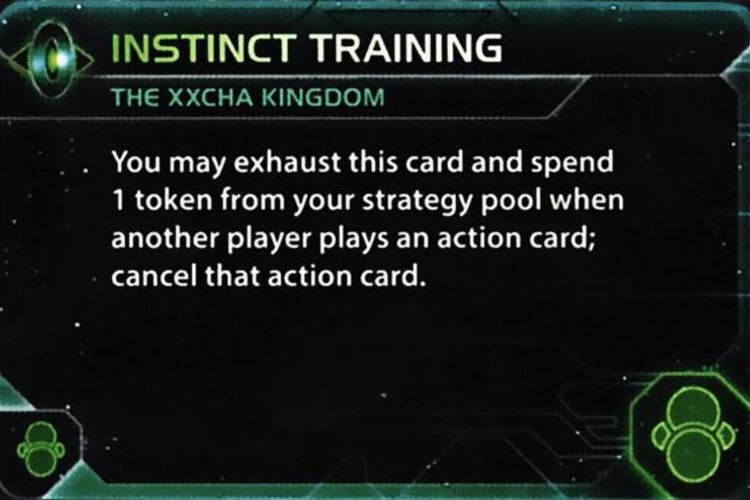 INSTINCT TRAINING
THE XXCHA KINGDOM
You may exhaust this card and spend
1 token from your strategy pool when
another player plays an action card;
cancel that action card.